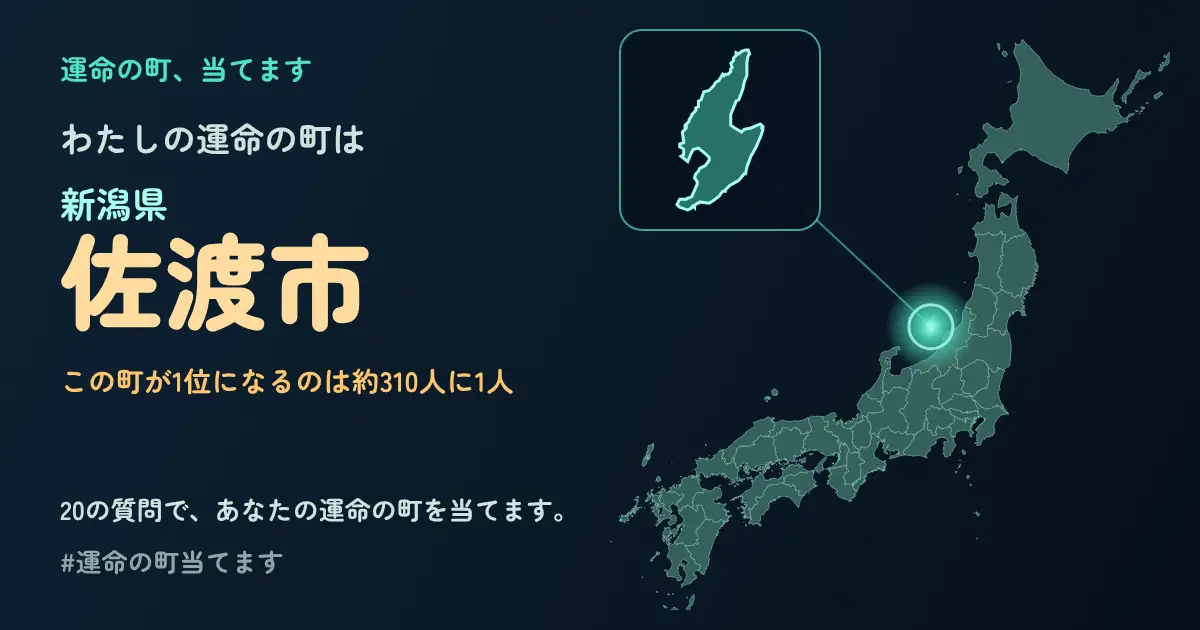 運命の町、当てます
わたしの運命の町は
新潟県
佐渡市
この町が1位になるのは約310人に1人
20の質問で、あなたの運命の町を当てます。
#運命の町当てます